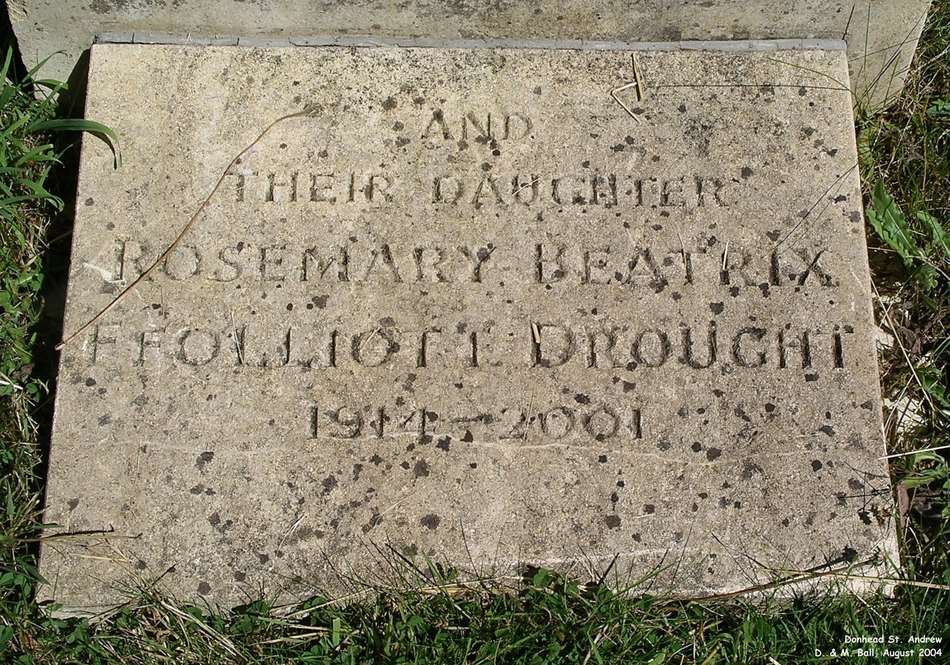 AND
THEIR DAUGHTER
ROSEMARY BEATRIX
FFOLLIOTT DROUGHT
1914-2001
Donhead St. Andrew
D. & M. Ball, August 2004